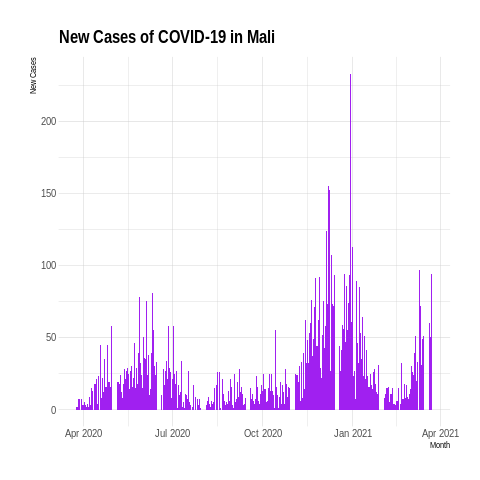 New Cases of COVID-19 in Mali
New Cases
200
150
100
50
0
Apr 2020
Jul 2020
Oct 2020
Jan 2021
Apr 2021
Month